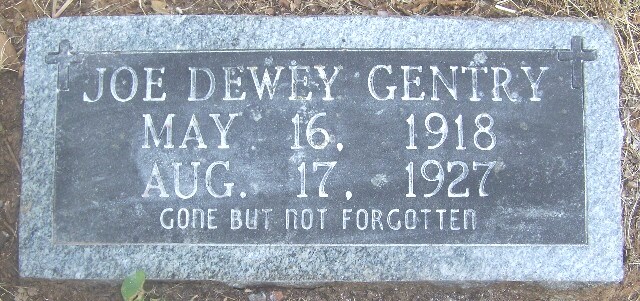 JOE DEWEY GENTRY
MAY 16, 1918
AUG. 17, 1927
GONE BUT NOT FORGOTTEN